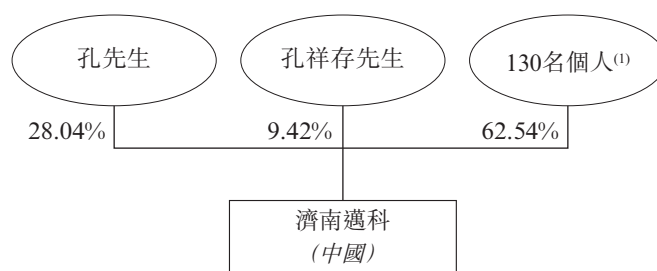 孔先生
孔祥存先生
130名個人(1)
28.04%
9.42%
62.54%
濟南邁科
(中國)